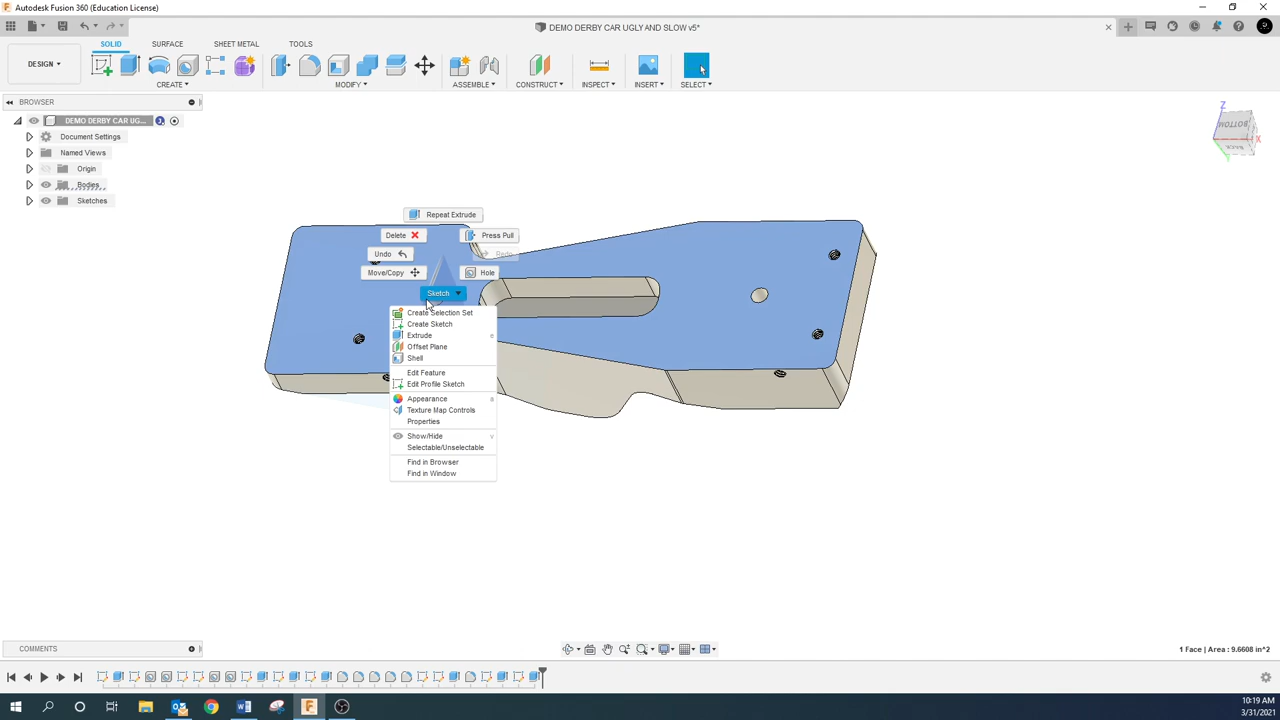 Autodesk Fusion 360 (Education License)
DEMO DERBY CAR UGLY AND SLOW v5*
SOLID SURFACE SHEET METAL TOOLS
DESIGN ▾
CREATE ▾ MODIFY ▾ ASSEMBLE ▾ CONSTRUCT ▾ INSPECT ▾ INSERT ▾ SELECT ▾
BROWSER
DEMO DERBY CAR UG...
Document Settings
Named Views
Origin
Bodies
Sketches
BOTTOM
BACK
Z
X
Y
Repeat Extrude
Delete Press Pull
Undo Redo
Move/Copy Hole
Sketch
Create Selection Set
Create Sketch
Extrude e
Offset Plane
Shell
Edit Feature
Edit Profile Sketch
Appearance a
Texture Map Controls
Properties
Show/Hide v
Selectable/Unselectable
Find in Browser
Find in Window
COMMENTS
1 Face | Area : 9.6608 in^2
10:19 AM
3/31/2021